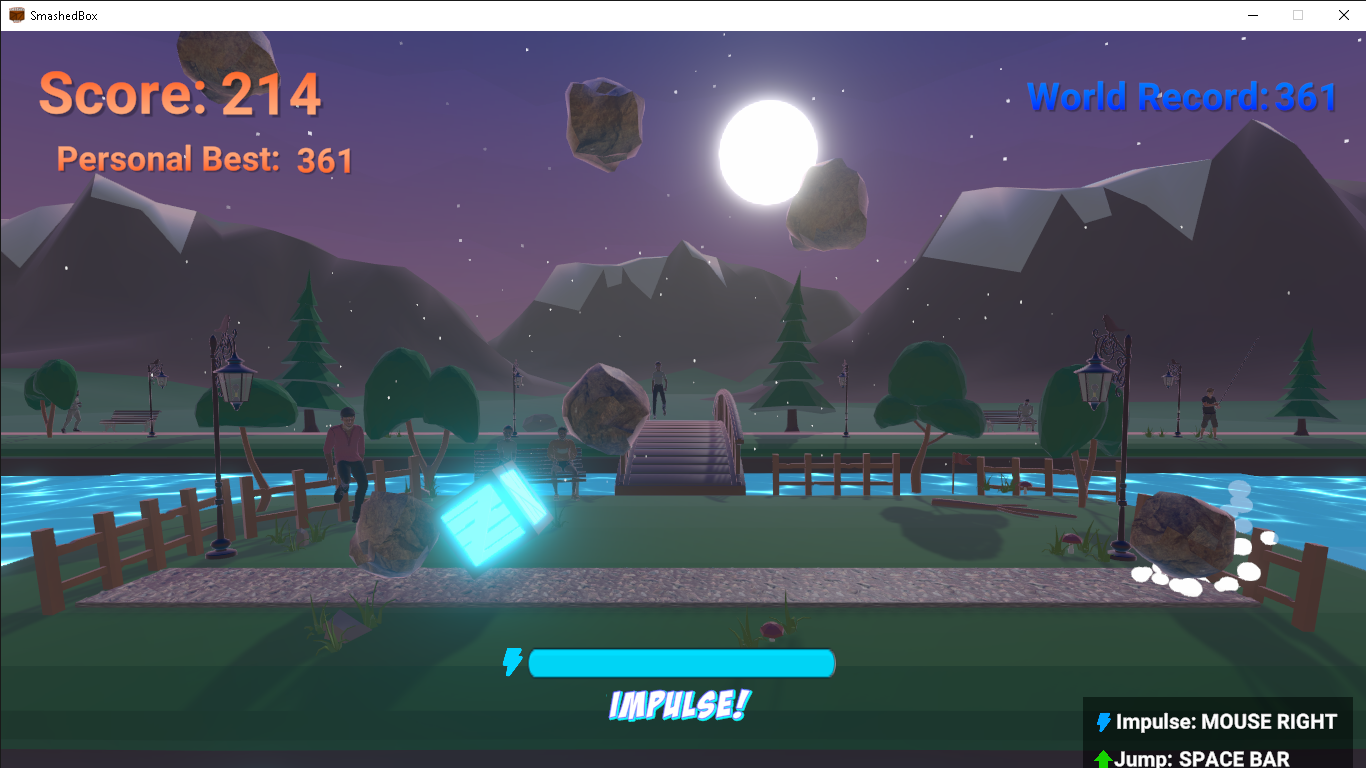 SmashedBox
Score: 214
World Record: 361
Personal Best: 361
IMPULSE!
Impulse: MOUSE RIGHT
Jump: SPACE BAR